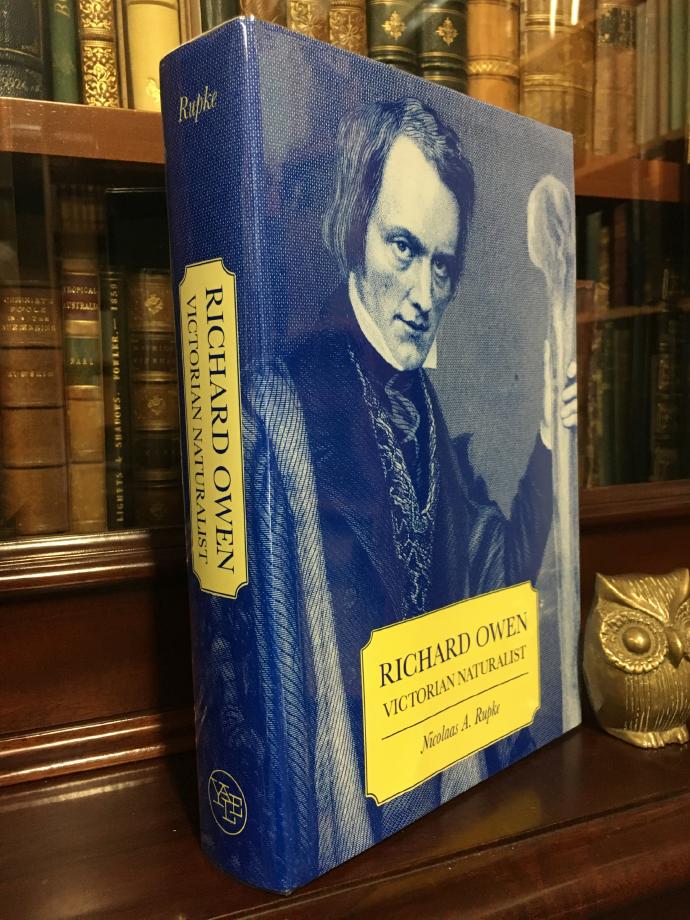 Rupke
RICHARD OWEN
VICTORIAN NATURALIST
YALE
RICHARD OWEN
VICTORIAN NATURALIST
Nicolaas A. Rupke
TROPICAL
AUSTRALIA
LIGHTS & SHADOWS.